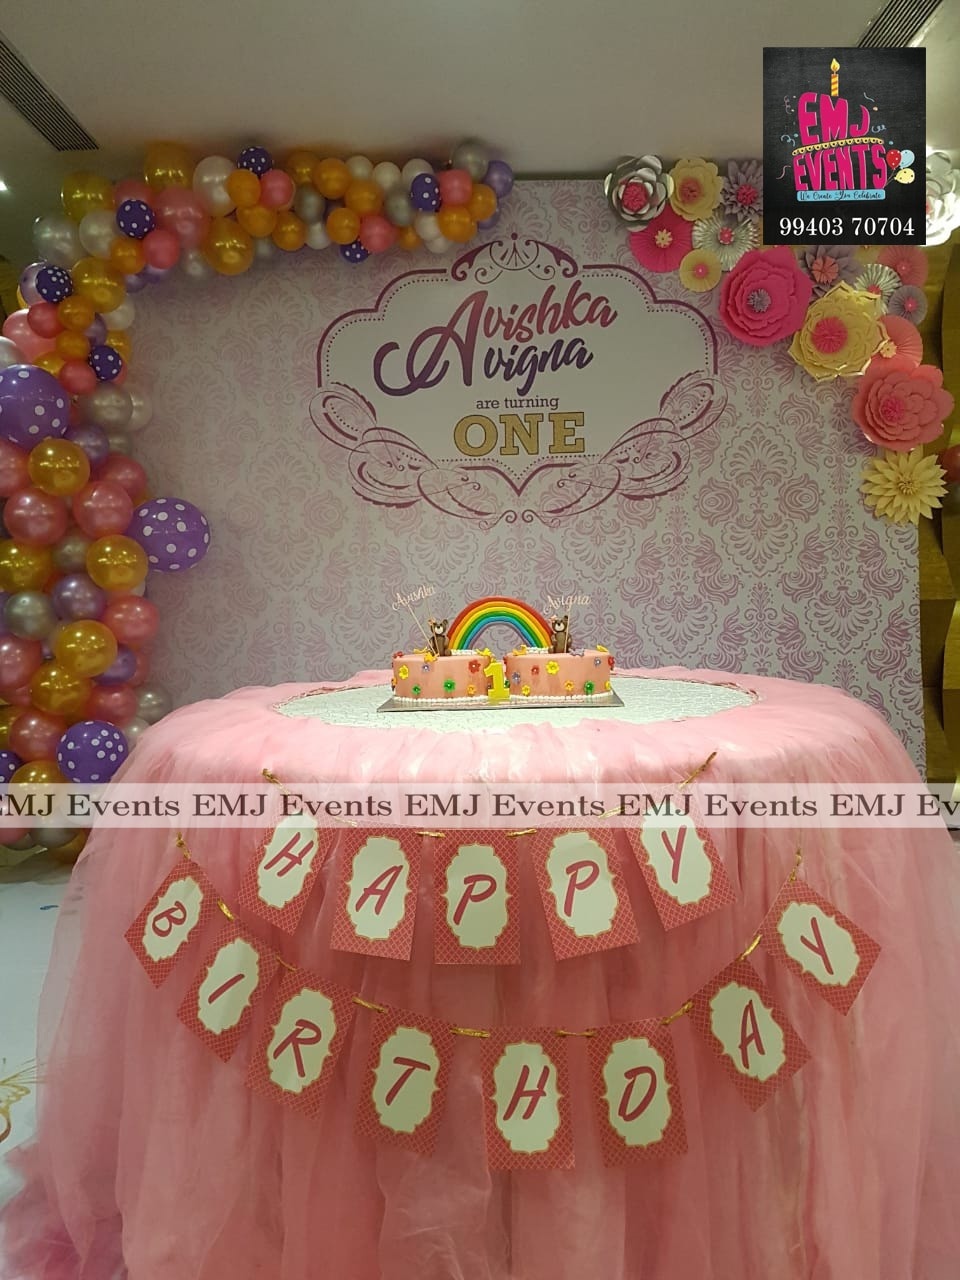 EMJ
EVENTS
We Create You Celebrate
99403 70704
Avishka
Avigna
are turning
ONE
Avishka
Avigna
1
EMJ Events EMJ Events EMJ Events EMJ Events EMJ Ev
HAPPY
BIRTHDAY